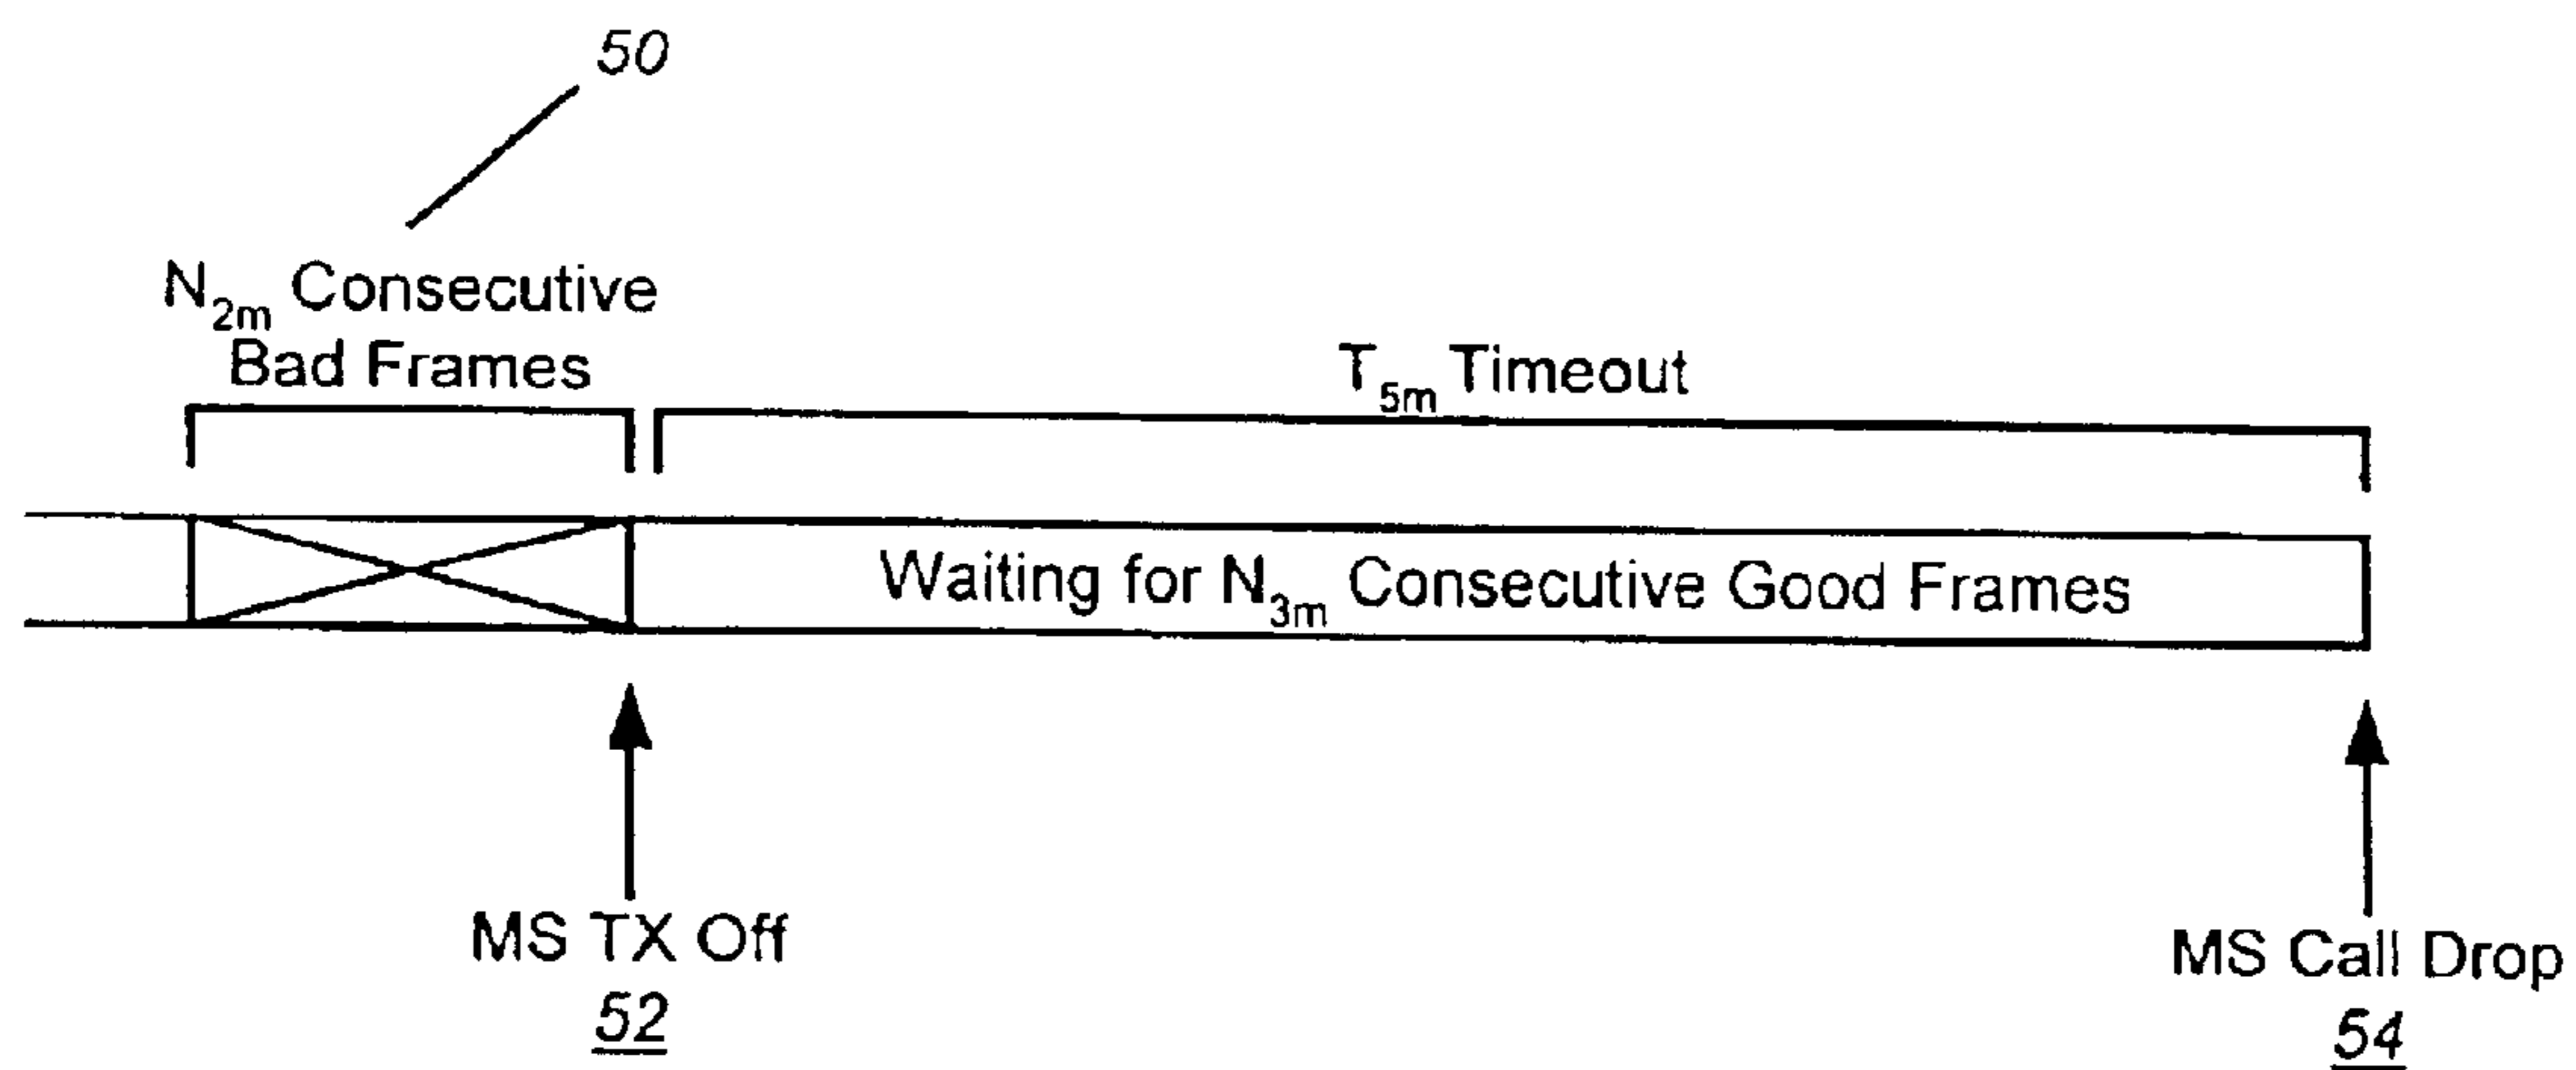 50
N2m Consecutive
Bad Frames
T5m Timeout
Waiting for N3m Consecutive Good Frames
MS TX Off
52
MS Call Drop
54